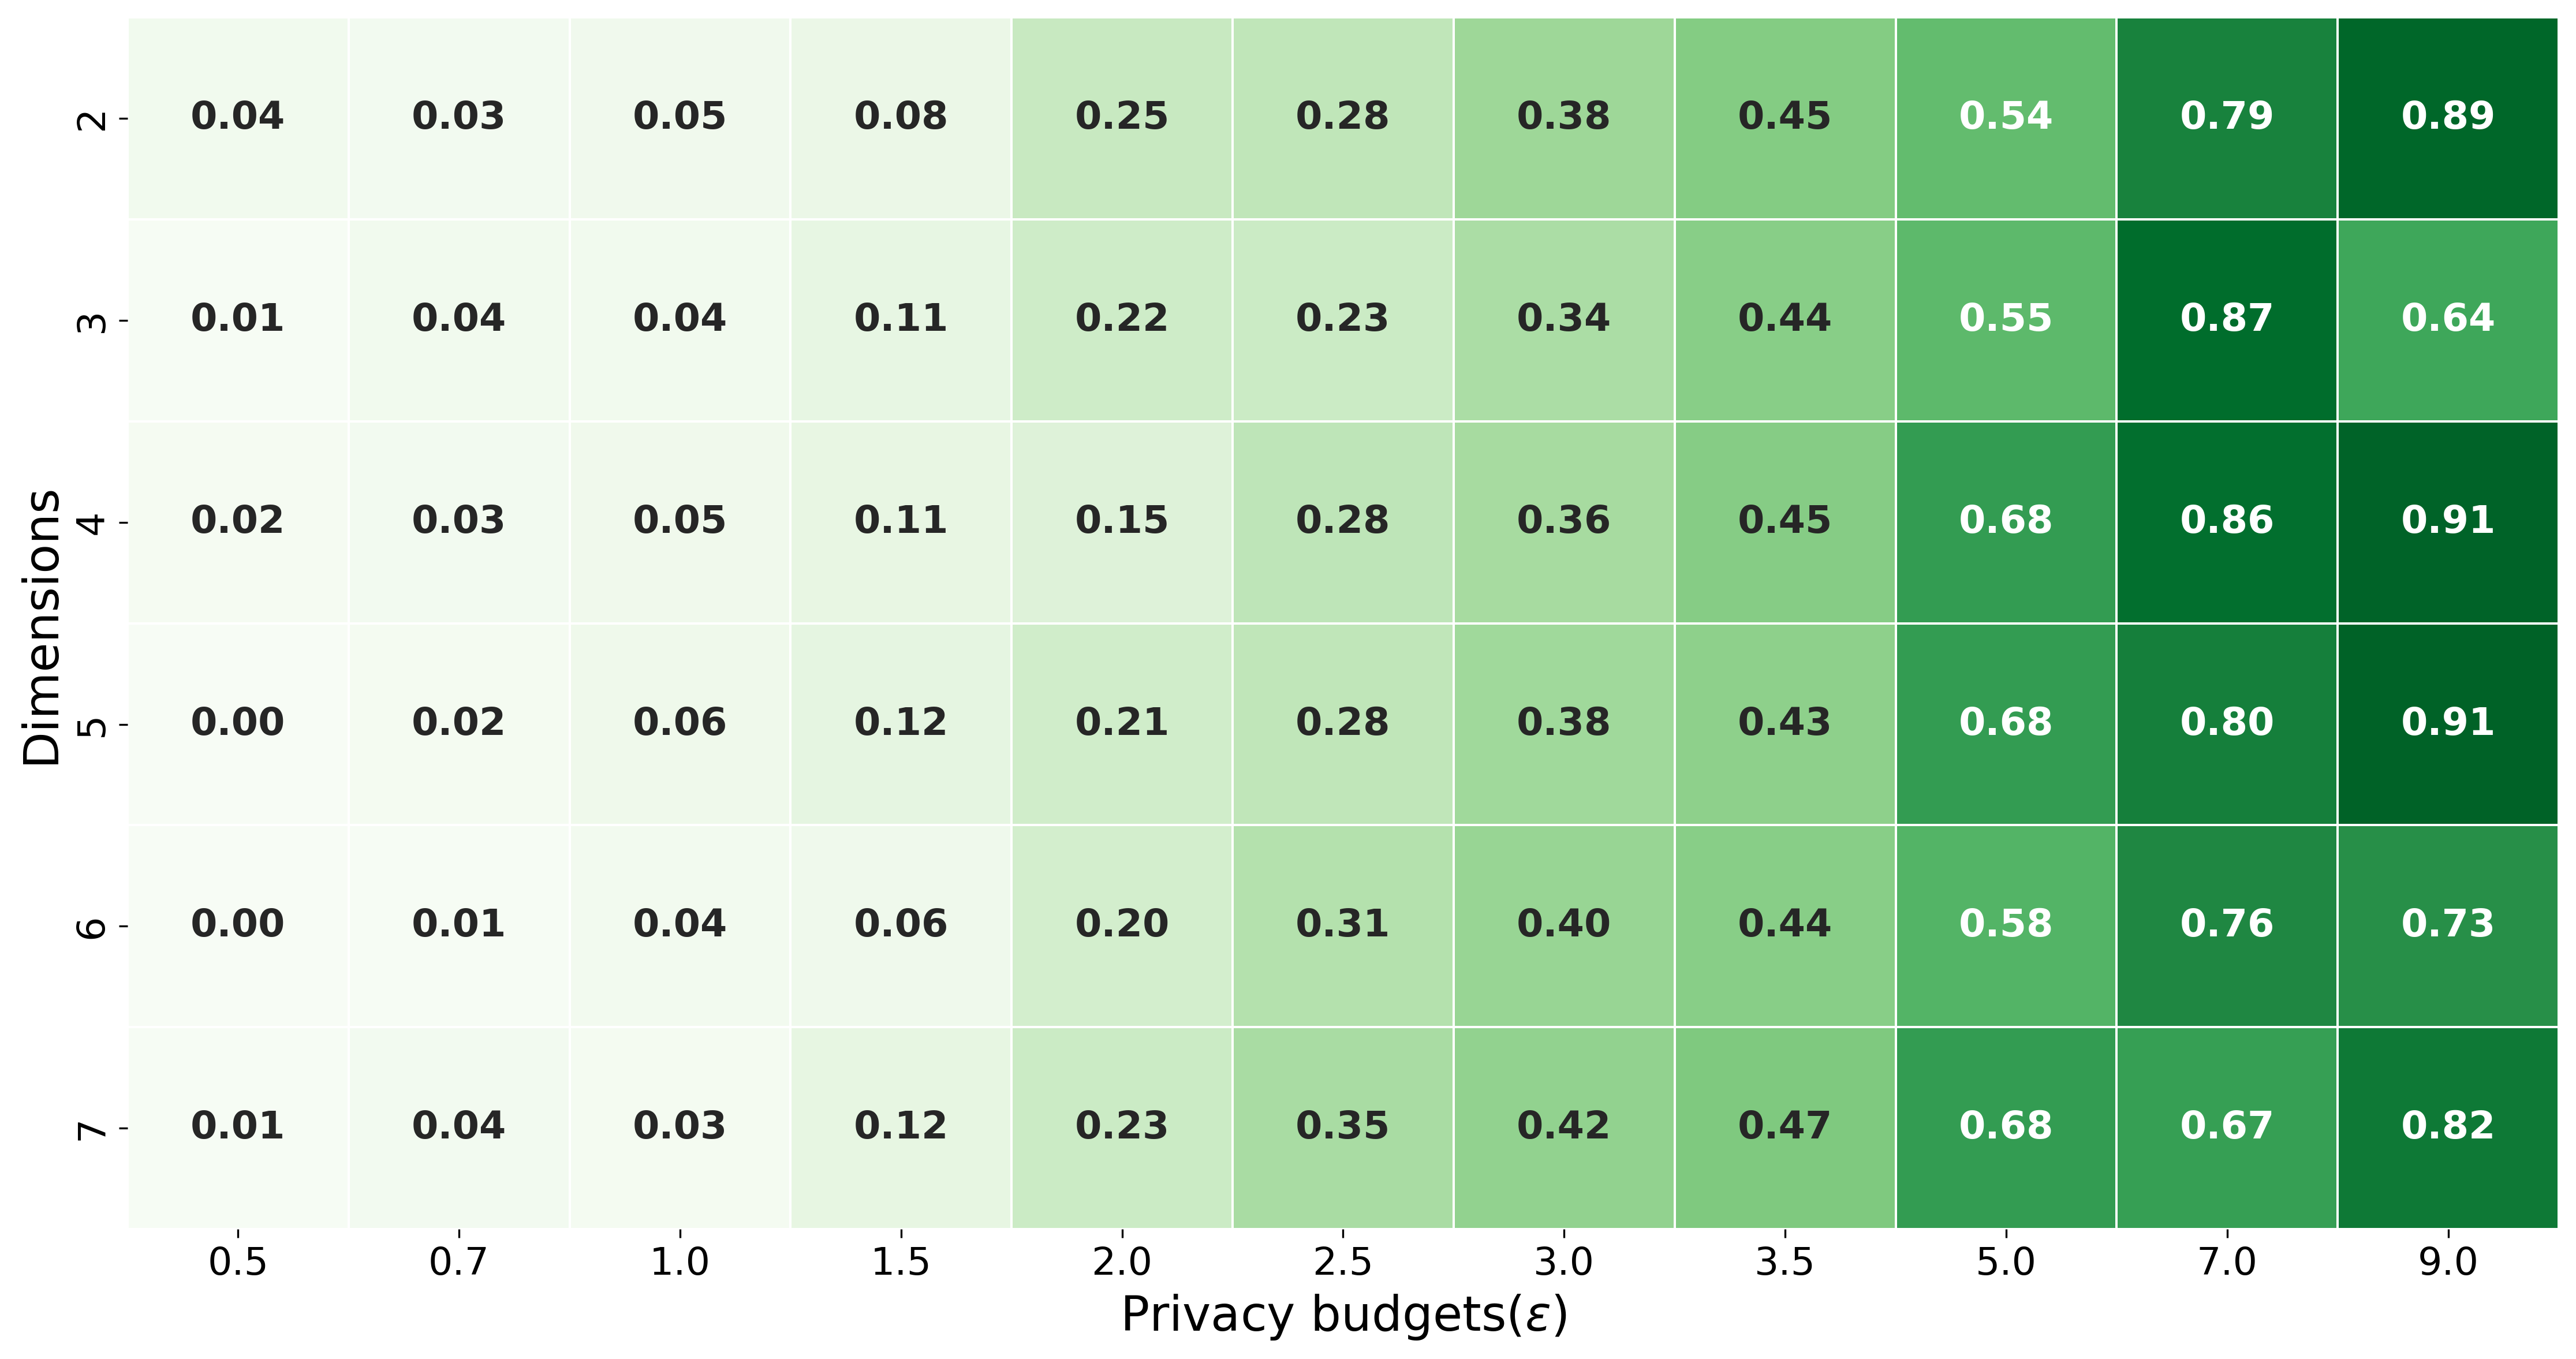 2 0.04 0.03 0.05 0.08 0.25 0.28 0.38 0.45 0.54 0.79 0.89
3 0.01 0.04 0.04 0.11 0.22 0.23 0.34 0.44 0.55 0.87 0.64
4 0.02 0.03 0.05 0.11 0.15 0.28 0.36 0.45 0.68 0.86 0.91
Dimensions
5 0.00 0.02 0.06 0.12 0.21 0.28 0.38 0.43 0.68 0.80 0.91
6 0.00 0.01 0.04 0.06 0.20 0.31 0.40 0.44 0.58 0.76 0.73
7 0.01 0.04 0.03 0.12 0.23 0.35 0.42 0.47 0.68 0.67 0.82
0.5 0.7 1.0 1.5 2.0 2.5 3.0 3.5 5.0 7.0 9.0
Privacy budgets(ε)